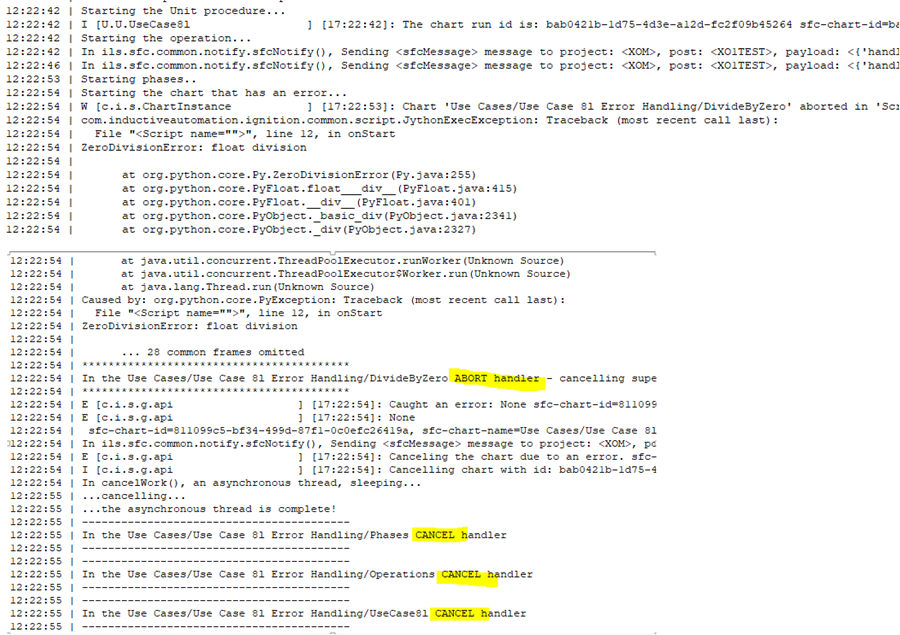 12:22:42 | Starting the Unit procedure...
12:22:42 | I [U.U.UseCase8l ] [17:22:42]: The chart run id is: bab0421b-1d75-4d3e-a12d-fc2f09b45264 sfc-chart-id=ba
12:22:42 | Starting the operation...
12:22:42 | In ils.sfc.common.notify.sfcNotify(), Sending <sfcMessage> message to project: <XOM>, post: <XO1TEST>, payload: <{'handl
12:22:46 | In ils.sfc.common.notify.sfcNotify(), Sending <sfcMessage> message to project: <XOM>, post: <XO1TEST>, payload: <{'handl
12:22:53 | Starting phases..
12:22:54 | Starting the chart that has an error...
12:22:54 | W [c.i.s.ChartInstance ] [17:22:53]: Chart 'Use Cases/Use Case 8l Error Handling/DivideByZero' aborted in 'Scr
12:22:54 | com.inductiveautomation.ignition.common.script.JythonExecException: Traceback (most recent call last):
12:22:54 | File "<Script name="">", line 12, in onStart
12:22:54 | ZeroDivisionError: float division
12:22:54 |
12:22:54 | at org.python.core.Py.ZeroDivisionError(Py.java:255)
12:22:54 | at org.python.core.PyFloat.float___div__(PyFloat.java:415)
12:22:54 | at org.python.core.PyFloat.__div__(PyFloat.java:401)
12:22:54 | at org.python.core.PyObject._basic_div(PyObject.java:2341)
12:22:54 | at org.python.core.PyObject._div(PyObject.java:2327)
12:22:54 | at java.util.concurrent.ThreadPoolExecutor.runWorker(Unknown Source)
12:22:54 | at java.util.concurrent.ThreadPoolExecutor$Worker.run(Unknown Source)
12:22:54 | at java.lang.Thread.run(Unknown Source)
12:22:54 | Caused by: org.python.core.PyException: Traceback (most recent call last):
12:22:54 | File "<Script name="">", line 12, in onStart
12:22:54 | ZeroDivisionError: float division
12:22:54 |
12:22:54 | ... 28 common frames omitted
12:22:54 | *****************************************
12:22:54 | In the Use Cases/Use Case 8l Error Handling/DivideByZero ABORT handler - cancelling supe
12:22:54 | *****************************************
12:22:54 | E [c.i.s.g.api ] [17:22:54]: Caught an error: None sfc-chart-id=811099
12:22:54 | E [c.i.s.g.api ] [17:22:54]: None
12:22:54 | sfc-chart-id=811099c5-bf34-499d-87f1-0c0efc26419a, sfc-chart-name=Use Cases/Use Case 8l
12:22:54 | In ils.sfc.common.notify.sfcNotify(), Sending <sfcMessage> message to project: <XOM>, po
12:22:54 | E [c.i.s.g.api ] [17:22:54]: Canceling the chart due to an error. sfc-
12:22:54 | I [c.i.s.g.api ] [17:22:54]: Cancelling chart with id: bab0421b-1d75-4
12:22:54 | In cancelWork(), an asynchronous thread, sleeping...
12:22:55 | ...cancelling...
12:22:55 | ...the asynchronous thread is complete!
12:22:55 | -----------------------------------------
12:22:55 | In the Use Cases/Use Case 8l Error Handling/Phases CANCEL handler
12:22:55 | -----------------------------------------
12:22:55 | -----------------------------------------
12:22:55 | In the Use Cases/Use Case 8l Error Handling/Operations CANCEL handler
12:22:55 | -----------------------------------------
12:22:55 | -----------------------------------------
12:22:55 | In the Use Cases/Use Case 8l Error Handling/UseCase8l CANCEL handler
12:22:55 | -----------------------------------------